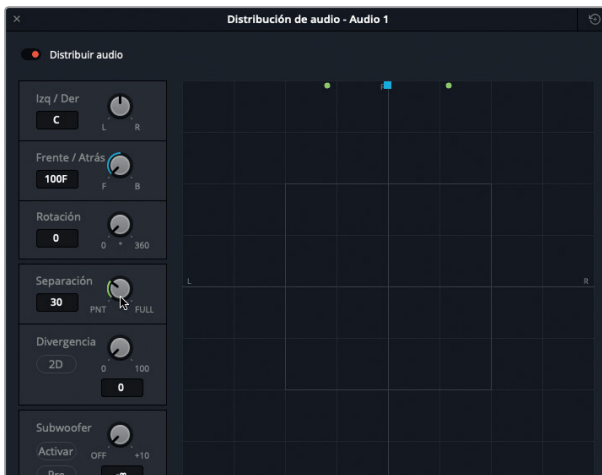 Distribución de audio - Audio 1
Distribuir audio
Izq / Der
C
L R
Frente / Atrás
100F
F B
Rotación
0
0 ° 360
Separación
30
PNT FULL
Divergencia
2D
0 100
0
L R
Subwoofer
Activar
OFF +10
Pre
-∞